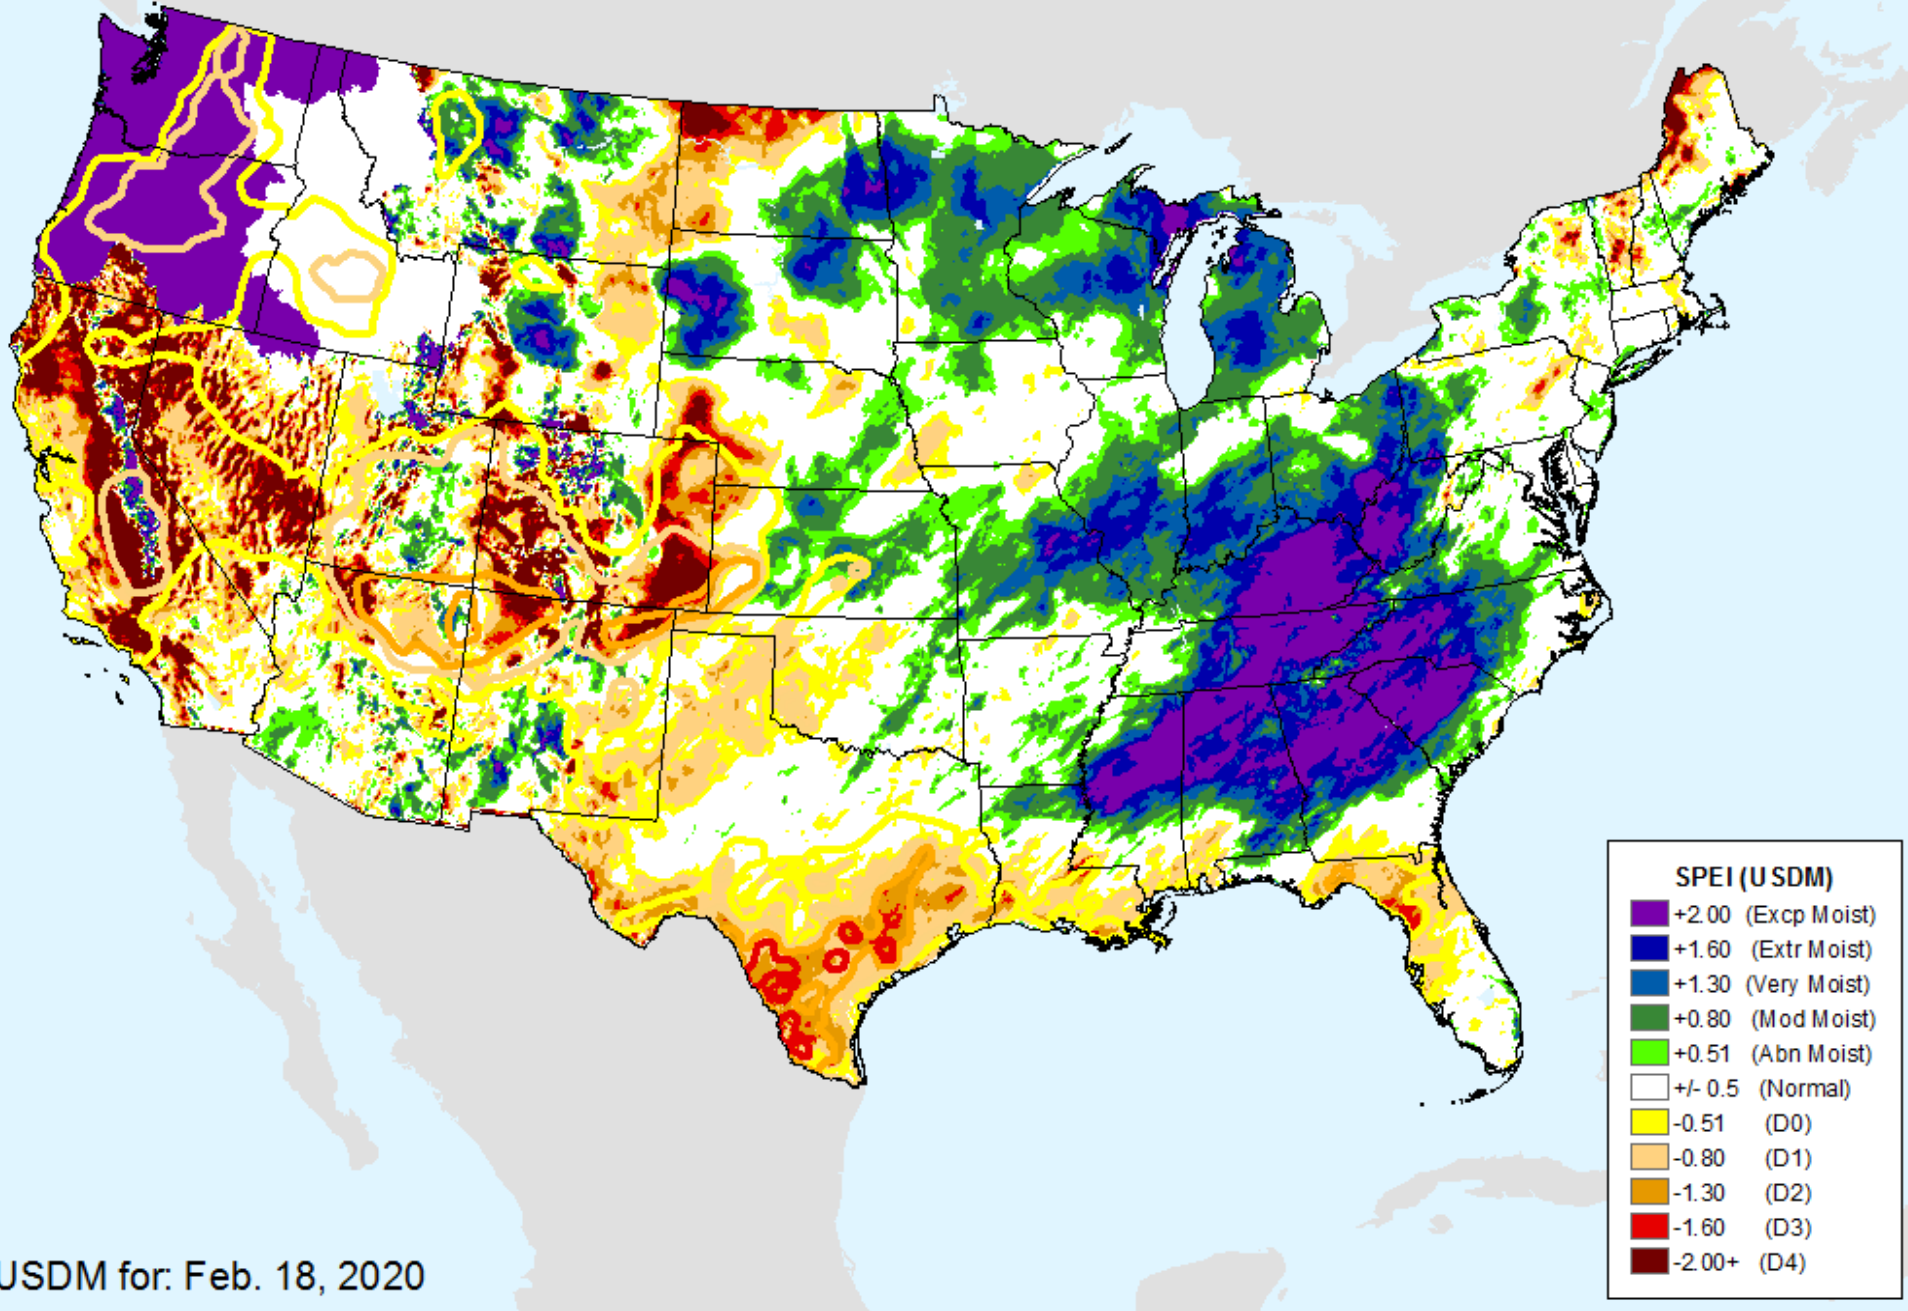 SPEI (USDM)
+2.00 (Excp Moist)
+1.60 (Extr Moist)
+1.30 (Very Moist)
+0.80 (Mod Moist)
+0.51 (Abn Moist)
+/- 0.5 (Normal)
-0.51 (D0)
-0.80 (D1)
-1.30 (D2)
-1.60 (D3)
-2.00+ (D4)
USDM for: Feb. 18, 2020